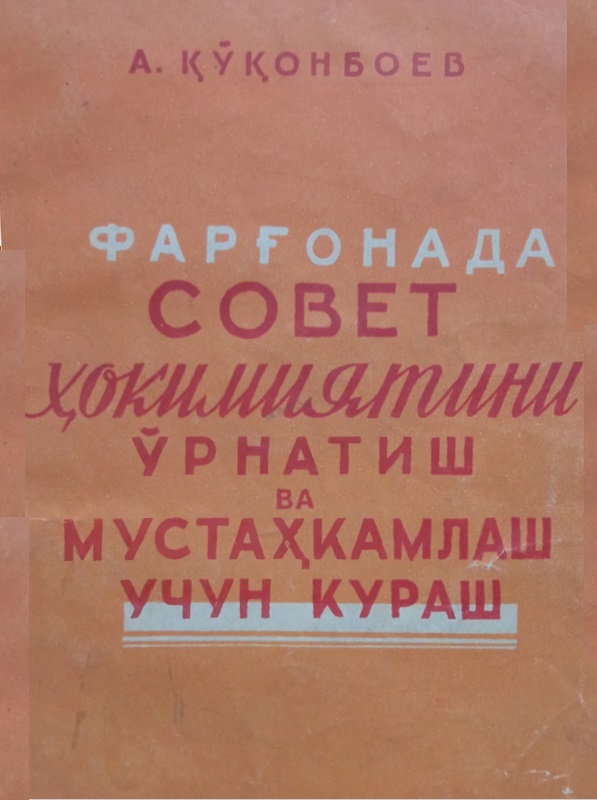 А. ҚЎҚОНБОЕВ
ФАРҒОНАДА
СОВЕТ
ҳокимиятини
ЎРНАТИШ
ВА
МУСТАҲКАМЛАШ
УЧУН КУРАШ